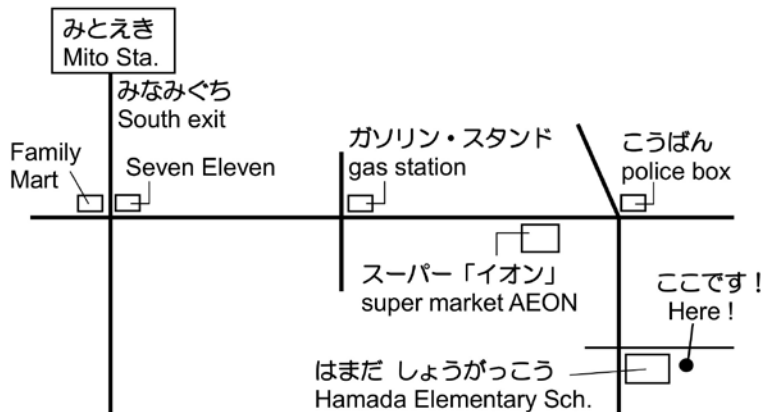 みとえき
Mito Sta.
みなみぐち
South exit
Family
Mart
Seven Eleven
ガソリン・スタンド
gas station
こうばん
police box
スーパー「イオン」
super market AEON
ここです！
Here !
はまだ しょうがっこう
Hamada Elementary Sch.